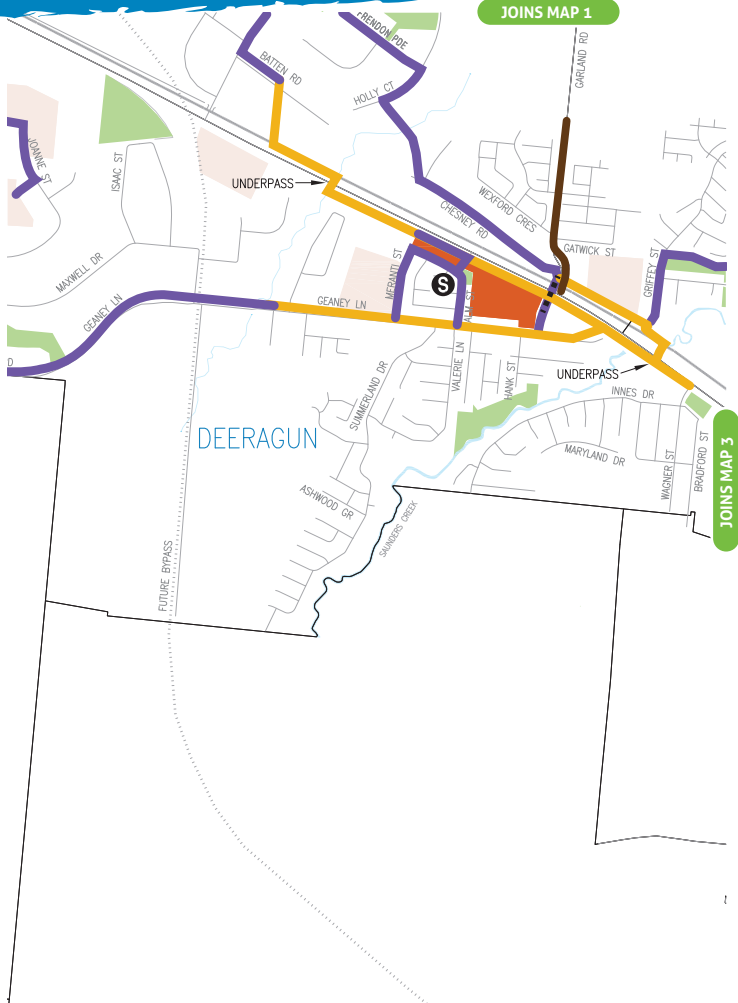 JOINS MAP 1
GARLAND RD
BATTEN RD
HOLLY CT
JOANNE ST
ISAAC ST
UNDERPASS
WEXFORD CRES
CHESNEY RD
GATWICK ST
GRIFFEY ST
MAXWELL DR
GEANEY LN
MERANTI ST
S
GEANEY LN
VALERIE LN
HANK ST
UNDERPASS
INNES DR
D
SUMMERLAND DR
DEERAGUN
MARYLAND DR
WAGNER ST
BRADFORD ST
JOINS MAP 3
ASHWOOD GR
SAUNDERS CREEK
FUTURE BYPASS